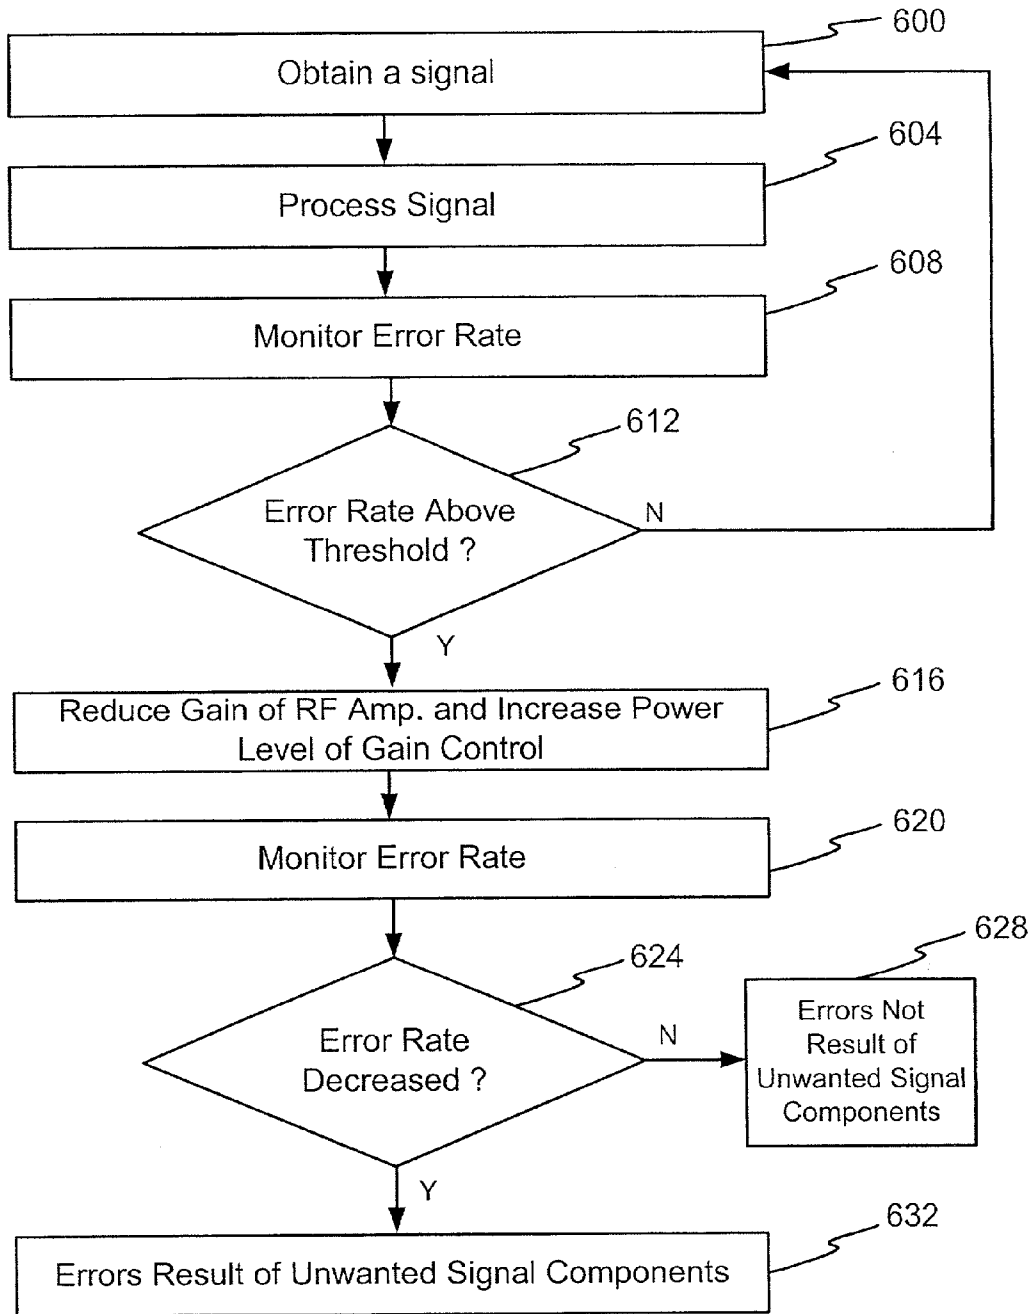 600
Obtain a signal
604
Process Signal
608
Monitor Error Rate
612
Error Rate Above
Threshold ?
N
Y
616
Reduce Gain of RF Amp. and Increase Power
Level of Gain Control
620
Monitor Error Rate
624
628
Error Rate
Decreased ?
N
Errors Not
Result of
Unwanted Signal
Components
Y
632
Errors Result of Unwanted Signal Components